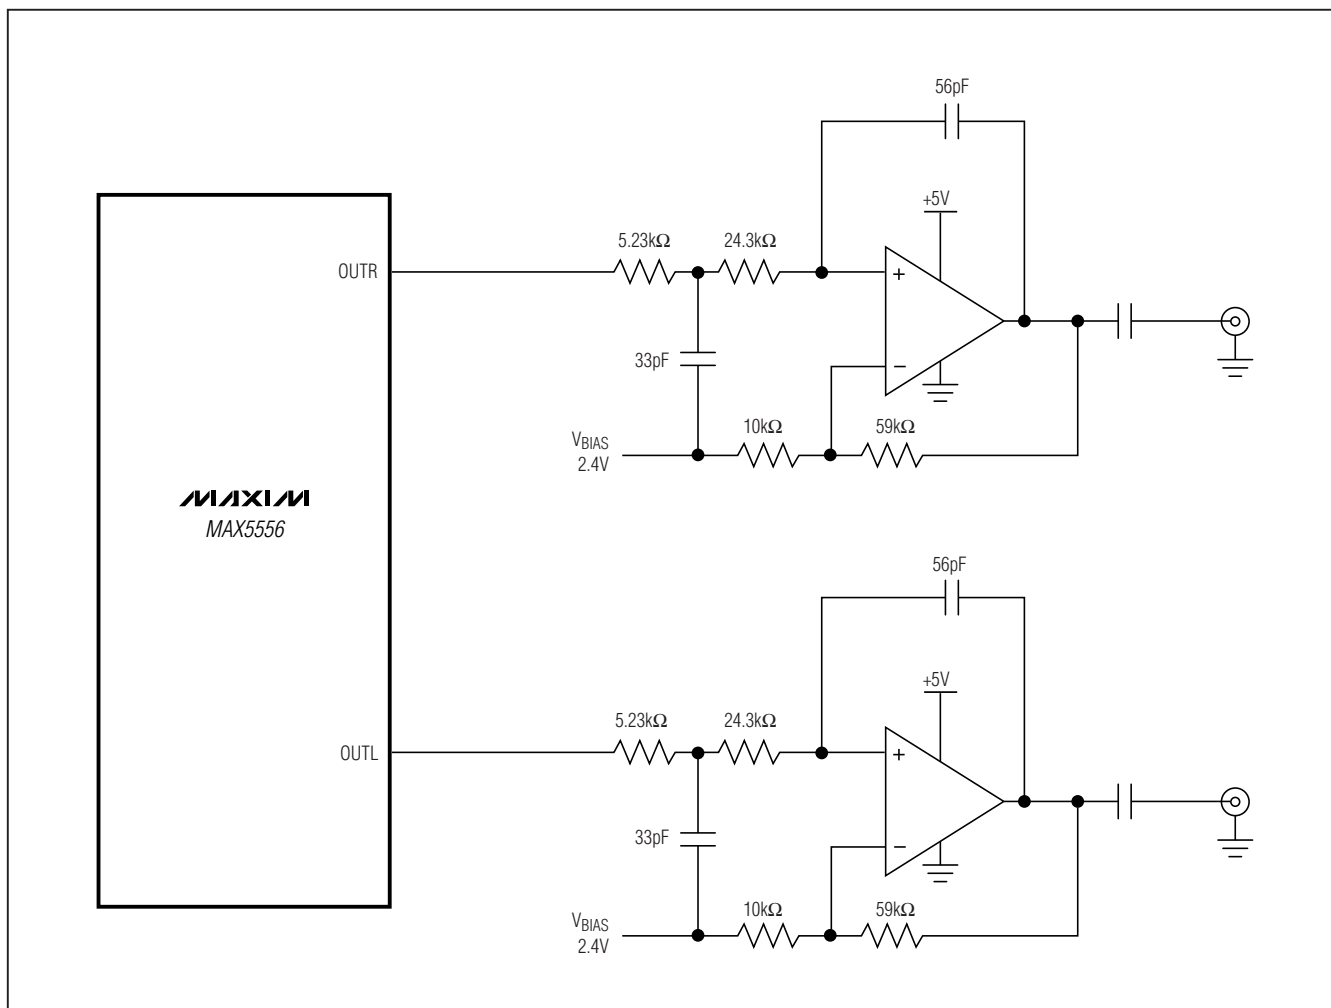 56pF
+5V
5.23kΩ
24.3kΩ
OUTR
+
33pF
−
10kΩ
59kΩ
VBIAS
2.4V
MAXIM
MAX5556
56pF
+5V
5.23kΩ
24.3kΩ
OUTL
+
33pF
−
10kΩ
59kΩ
VBIAS
2.4V